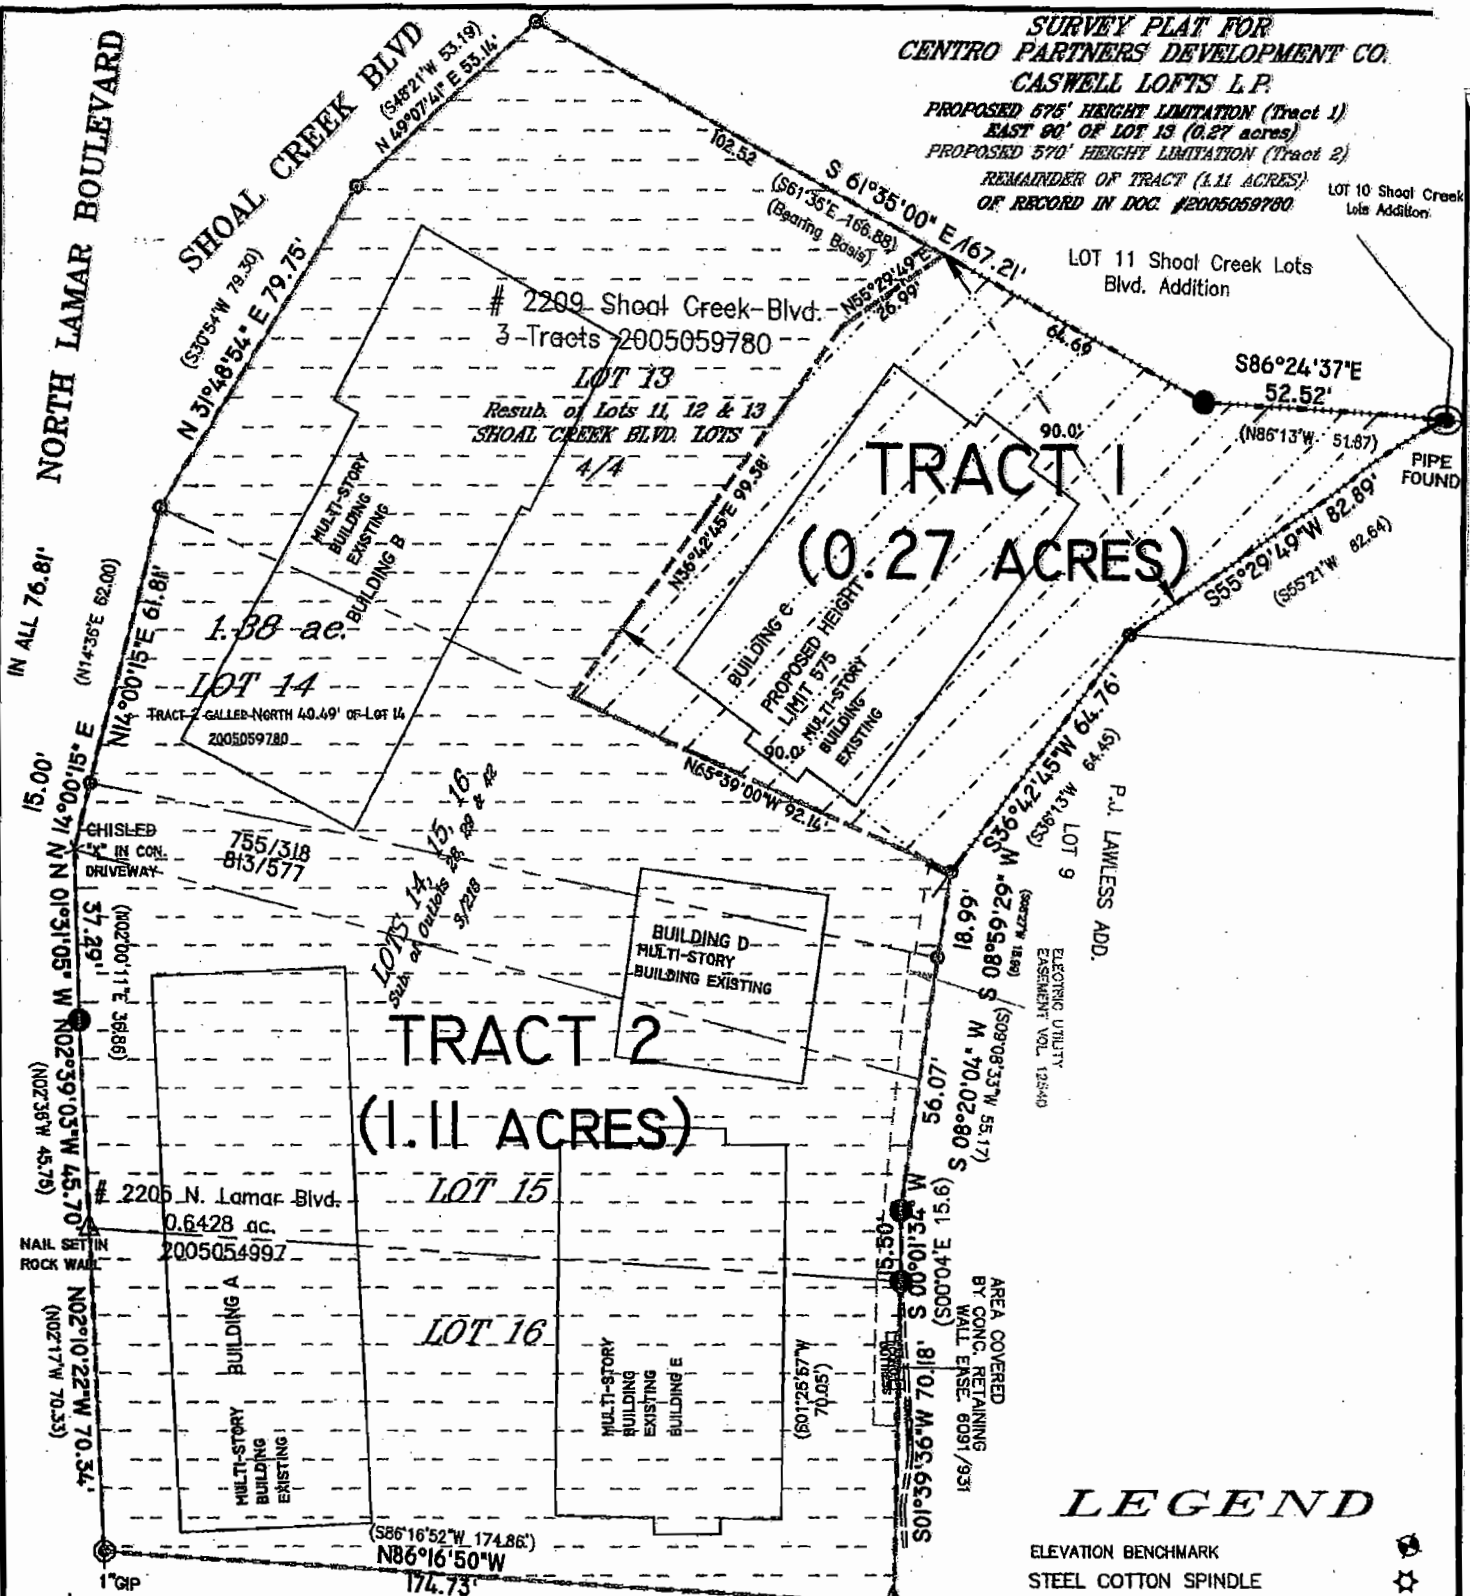 SURVEY PLAT FOR
CENTRO PARTNERS DEVELOPMENT CO.
CASWELL LOFTS L.P.
PROPOSED 575' HEIGHT LIMITATION (Tract 1)
EAST 90' OF LOT 13 (0.27 acres)
PROPOSED 570' HEIGHT LIMITATION (Tract 2)
REMAINDER OF TRACT (1.11 ACRES)
OF RECORD IN DOC. #2005059780
LOT 10 Shoal Creek
Lots Addition
LOT 11 Shoal Creek Lots
Blvd. Addition
NORTH LAMAR BOULEVARD
SHOAL CREEK BLVD
(S48°21'W 53.19)
N 49°07'41" E 53.14'
(S30°54'W 79.30)
N 31°48'54" E 79.75'
102.52
S 61°35'00" E 167.21'
(S61°35'E 166.88)
(Bearing Basis)
N55°29'49"E
26.99'
64.69
S86°24'37"E
52.52'
(N86°13'W 51.87)
PIPE
FOUND
# 2209 Shoal Creek Blvd.
3-Tracts 2005059780
LOT 13
Resub. of Lots 11, 12 & 13
SHOAL CREEK BLVD. LOTS
4/4
N36°42'45"E 99.58'
90.0'
TRACT 1
(0.27 ACRES)
S55°29'49"W 82.89'
(S55°21'W 82.64)
MULTI-STORY
BUILDING
EXISTING
BUILDING B
BUILDING C
PROPOSED HEIGHT
LIMIT 575
MULTI-STORY
BUILDING
EXISTING
90.0'
N65°39'00"W 92.14'
IN ALL 76.81'
(N14°35'E 62.00)
N14°00'15"E 61.81'
1.38 ac.
LOT 14
TRACT 2 CALLED NORTH 40.49' OF LOT 14
2005059780
15.00'
N 14°00'15" E
CHISLED
"X" IN CON.
DRIVEWAY
755/318
813/577
LOTS 14, 15, 16
Sub. of Outlots 28, 29 & 42
3/218
S36°42'45"W 64.76'
(S36°13'W 64.45)
LOT 9
P.J. LAWLESS ADD.
N 01°31'05" W
37.29'
(N02°00'11"E 36.86)
BUILDING D
MULTI-STORY
BUILDING EXISTING
18.99'
S 08°59'29" W
ELECTRIC UTILITY
EASEMENT VOL.
TRACT 2
(1.11 ACRES)
56.07'
S 08°20'04" W
(S09°08'33"W 55.17)
N02°39'03"W 45.70'
(N02°36'W 45.75)
# 2205 N. Lamar Blvd.
0.6428 ac.
2005054997
LOT 15
NAIL SET IN
ROCK WALL
15.50'
S 00°01'34" W
(S00°04'E 15.6)
LOT 16
BUILDING A
MULTI-STORY
BUILDING
EXISTING
MULTI-STORY
BUILDING
EXISTING
BUILDING E
(S01°25'57"W
70.05')
N02°10'22"W 70.34'
(N02°17'W 70.33)
S01°39'36"W 70.18'
AREA COVERED
BY CONC. RETAINING
WALL EASE. 6091/931
(S86°16'52"W 174.86')
N86°16'50"W
174.73'
1"GIP
LEGEND
ELEVATION BENCHMARK
STEEL COTTON SPINDLE